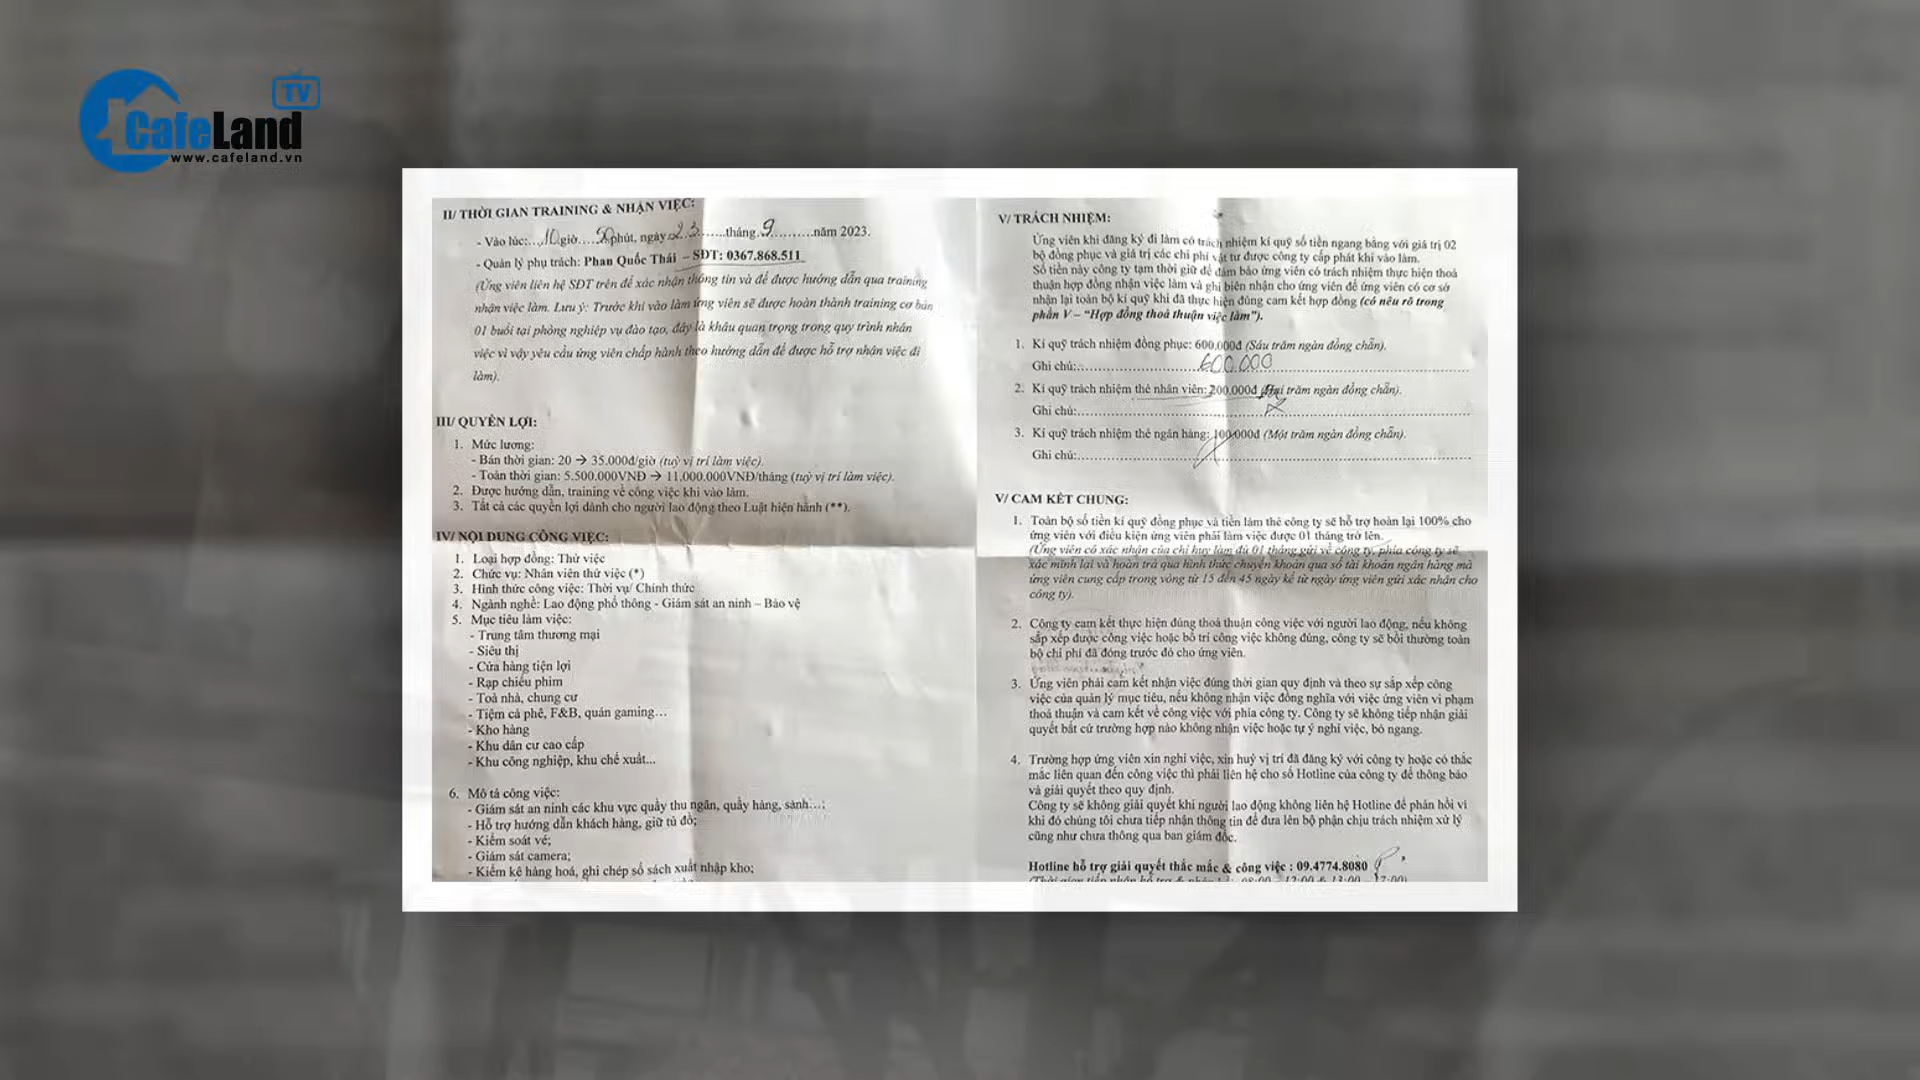 TV
CafeLand
www.cafeland.vn
II/ THỜI GIAN TRAINING & NHẬN VIỆC:
- Vào lúc:....10.giờ.....30phút, ngày..23......tháng..9...........năm 2023.
- Quản lý phụ trách: Phan Quốc Thái – SĐT: 0367.868.511
(Ứng viên liên hệ SĐT trên để xác nhận thông tin và để được hướng dẫn qua training
nhận việc làm. Lưu ý: Trước khi vào làm ứng viên sẽ được hoàn thành training cơ bản
01 buổi tại phòng nghiệp vụ đào tạo, đây là khâu quan trọng trong quy trình nhân
việc vì vậy yêu cầu ứng viên chấp hành theo hướng dẫn để được hỗ trợ nhận việc đi
làm).
III/ QUYỀN LỢI:
1. Mức lương:
- Bán thời gian: 20 → 35.000đ/giờ (tuỳ vị trí làm việc).
- Toàn thời gian: 5.500.000VNĐ → 11.000.000VNĐ/tháng (tuỳ vị trí làm việc).
2. Được hướng dẫn, training về công việc khi vào làm.
3. Tất cả các quyền lợi dành cho người lao động theo Luật hiện hành (**).
IV/ NỘI DUNG CÔNG VIỆC:
1. Loại hợp đồng: Thử việc
2. Chức vụ: Nhân viên thử việc (*)
3. Hình thức công việc: Thời vụ/ Chính thức
4. Ngành nghề: Lao động phổ thông - Giám sát an ninh – Bảo vệ
5. Mục tiêu làm việc:
- Trung tâm thương mại
- Siêu thị
- Cửa hàng tiện lợi
- Rạp chiếu phim
- Toà nhà, chung cư
- Tiệm cà phê, F&B, quán gaming…
- Kho hàng
- Khu dân cư cao cấp
- Khu công nghiệp, khu chế xuất...
6. Mô tả công việc:
- Giám sát an ninh các khu vực quầy thu ngân, quầy hàng, sảnh…;
- Hỗ trợ hướng dẫn khách hàng, giữ tủ đồ;
- Kiểm soát vé;
- Giám sát camera;
- Kiểm kê hàng hoá, ghi chép sổ sách xuất nhập kho;
V/ TRÁCH NHIỆM:
Ứng viên khi đăng ký đi làm có trách nhiệm kí quỹ số tiền ngang bằng với giá trị 02
bộ đồng phục và giá trị các chi phí vật tư được công ty cấp phát khi vào làm.
Số tiền này công ty tạm thời giữ để đảm bảo ứng viên có trách nhiệm thực hiện thoả
thuận hợp đồng nhận việc làm và ghi biên nhận cho ứng viên để ứng viên có cơ sở
nhận lại toàn bộ kí quỹ khi đã thực hiện đúng cam kết hợp đồng (có nêu rõ trong
phần V – “Hợp đồng thoả thuận việc làm”).
1. Kí quỹ trách nhiệm đồng phục: 600.000đ (Sáu trăm ngàn đồng chẵn).
Ghi chú:..........600.000..........
2. Kí quỹ trách nhiệm thẻ nhân viên: 200.000đ (Hai trăm ngàn đồng chẵn).
Ghi chú:..............................
3. Kí quỹ trách nhiệm thẻ ngân hàng: 100.000đ (Một trăm ngàn đồng chẵn).
Ghi chú:..............................
V/ CAM KẾT CHUNG:
1. Toàn bộ số tiền kí quỹ đồng phục và tiền làm thẻ công ty sẽ hỗ trợ hoàn lại 100% cho
ứng viên với điều kiện ứng viên phải làm việc được 01 tháng trở lên.
(Ứng viên có xác nhận của chỉ huy làm đủ 01 tháng gửi về công ty, phía công ty sẽ
xác minh lại và hoàn trả qua hình thức chuyển khoản qua số tài khoản ngân hàng mà
ứng viên cung cấp trong vòng từ 15 đến 45 ngày kể từ ngày ứng viên gửi xác nhận cho
công ty).
2. Công ty cam kết thực hiện đúng thoả thuận công việc với người lao động, nếu không
sắp xếp được công việc hoặc bố trí công việc không đúng, công ty sẽ bồi thường toàn
bộ chi phí đã đóng trước đó cho ứng viên.
3. Ứng viên phải cam kết nhận việc đúng thời gian quy định và theo sự sắp xếp công
việc của quản lý mục tiêu, nếu không nhận việc đồng nghĩa với việc ứng viên vi phạm
thoả thuận và cam kết về công việc với phía công ty. Công ty sẽ không tiếp nhận giải
quyết bất cứ trường hợp nào không nhận việc hoặc tự ý nghỉ việc, bỏ ngang.
4. Trường hợp ứng viên xin nghỉ việc, xin huỷ vị trí đã đăng ký với công ty hoặc có thắc
mắc liên quan đến công việc thì phải liên hệ cho số Hotline của công ty để thông báo
và giải quyết theo quy định.
Công ty sẽ không giải quyết khi người lao động không liên hệ Hotline để phản hồi vì
khi đó chúng tôi chưa tiếp nhận thông tin để đưa lên bộ phận chịu trách nhiệm xử lý
cũng như chưa thông qua ban giám đốc.
Hotline hỗ trợ giải quyết thắc mắc & công việc : 09.4774.8080